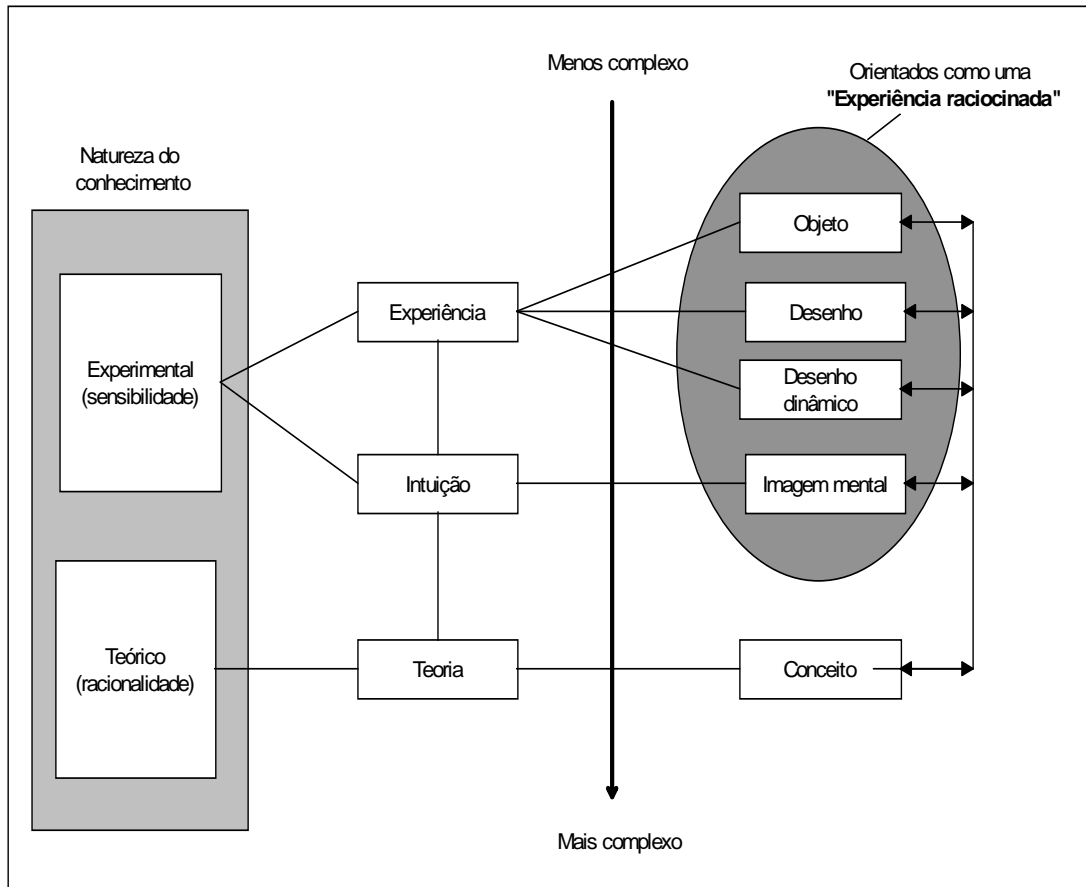 Menos complexo
Orientados como uma
"Experiência raciocinada"
Natureza do
conhecimento
Objeto
Experiência
Desenho
Experimental
(sensibilidade)
Desenho
dinâmico
Intuição
Imagem mental
Teórico
(racionalidade)
Teoria
Conceito
Mais complexo